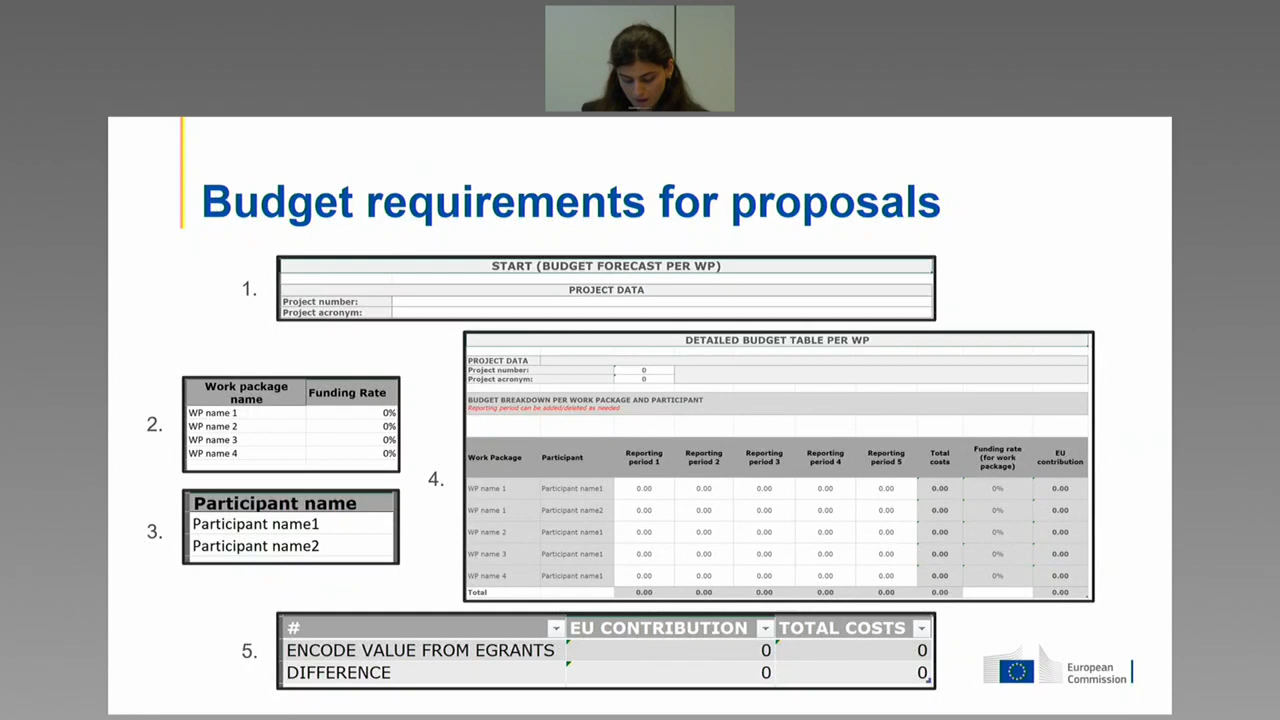 Budget requirements for proposals
1.
START (BUDGET FORECAST PER WP)
PROJECT DATA
Project number:
Project acronym:
2.
Work package name Funding Rate
WP name 1 0%
WP name 2 0%
WP name 3 0%
WP name 4 0%
3.
Participant name
Participant name1
Participant name2
4.
DETAILED BUDGET TABLE PER WP
PROJECT DATA
Project number: 0
Project acronym: 0
BUDGET BREAKDOWN PER WORK PACKAGE AND PARTICIPANT
Reporting period can be added/deleted as needed
Work Package Participant Reporting period 1 Reporting period 2 Reporting period 3 Reporting period 4 Reporting period 5 Total costs Funding rate (for work package) EU contribution
WP name 1 Participant name1 0.00 0.00 0.00 0.00 0.00 0.00 0% 0.00
WP name 1 Participant name2 0.00 0.00 0.00 0.00 0.00 0.00 0% 0.00
WP name 2 Participant name1 0.00 0.00 0.00 0.00 0.00 0.00 0% 0.00
WP name 3 Participant name1 0.00 0.00 0.00 0.00 0.00 0.00 0% 0.00
WP name 4 Participant name1 0.00 0.00 0.00 0.00 0.00 0.00 0% 0.00
Total 0.00 0.00 0.00 0.00 0.00 0.00 0.00
5.
# EU CONTRIBUTION TOTAL COSTS
ENCODE VALUE FROM EGRANTS 0 0
DIFFERENCE 0 0
European
Commission